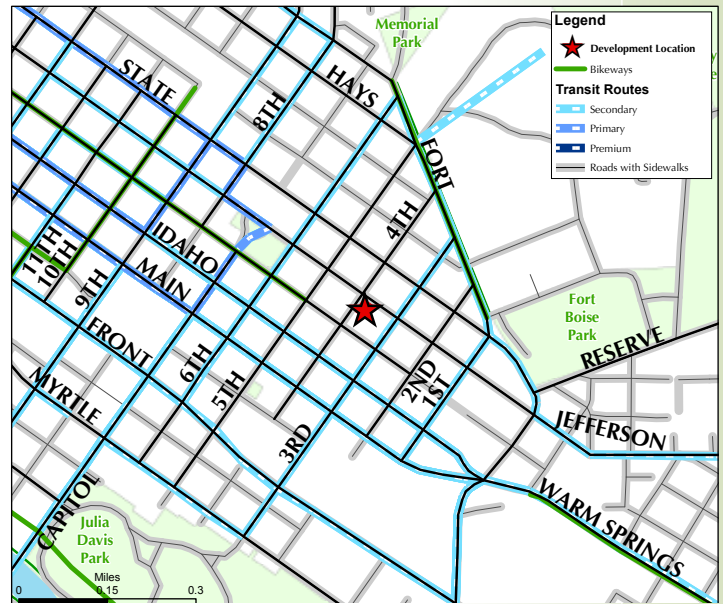 Memorial
Park
Legend
Development Location
Bikeways
Transit Routes
Secondary
Primary
Premium
Roads with Sidewalks
STATE
HAYS
8TH
FORT
4TH
IDAHO
MAIN
11TH
10TH
9TH
FRONT
MYRTLE
6TH
5TH
3RD
2ND
1ST
Fort
Boise
Park
RESERVE
JEFFERSON
WARM SPRINGS
CAPITOL
Julia
Davis
Park
Miles
0 0.15 0.3